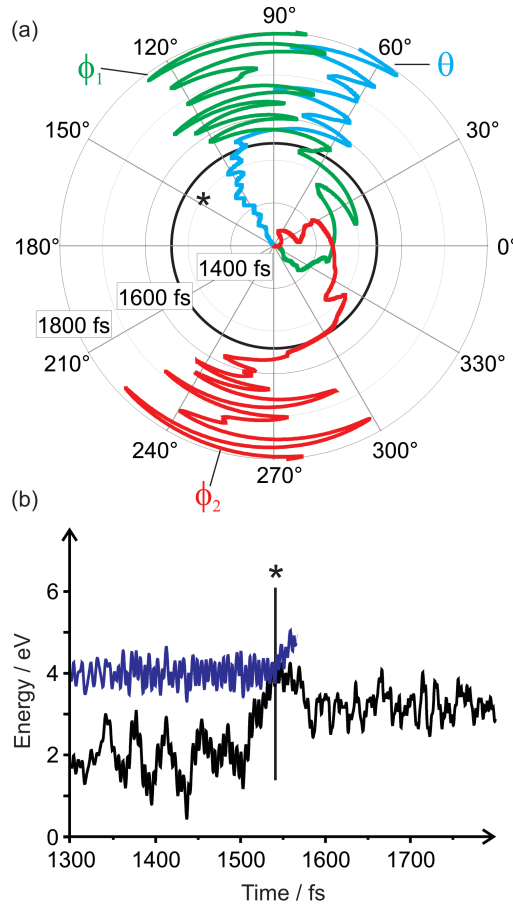 (a)
90°
120°
60°
ϕ₁
θ
150°
30°
*
180°
0°
1400 fs
1600 fs
1800 fs
210°
330°
240°
300°
270°
ϕ₂
(b)
*
6
4
2
0
Energy / eV
1300
1400
1500
1600
1700
Time / fs